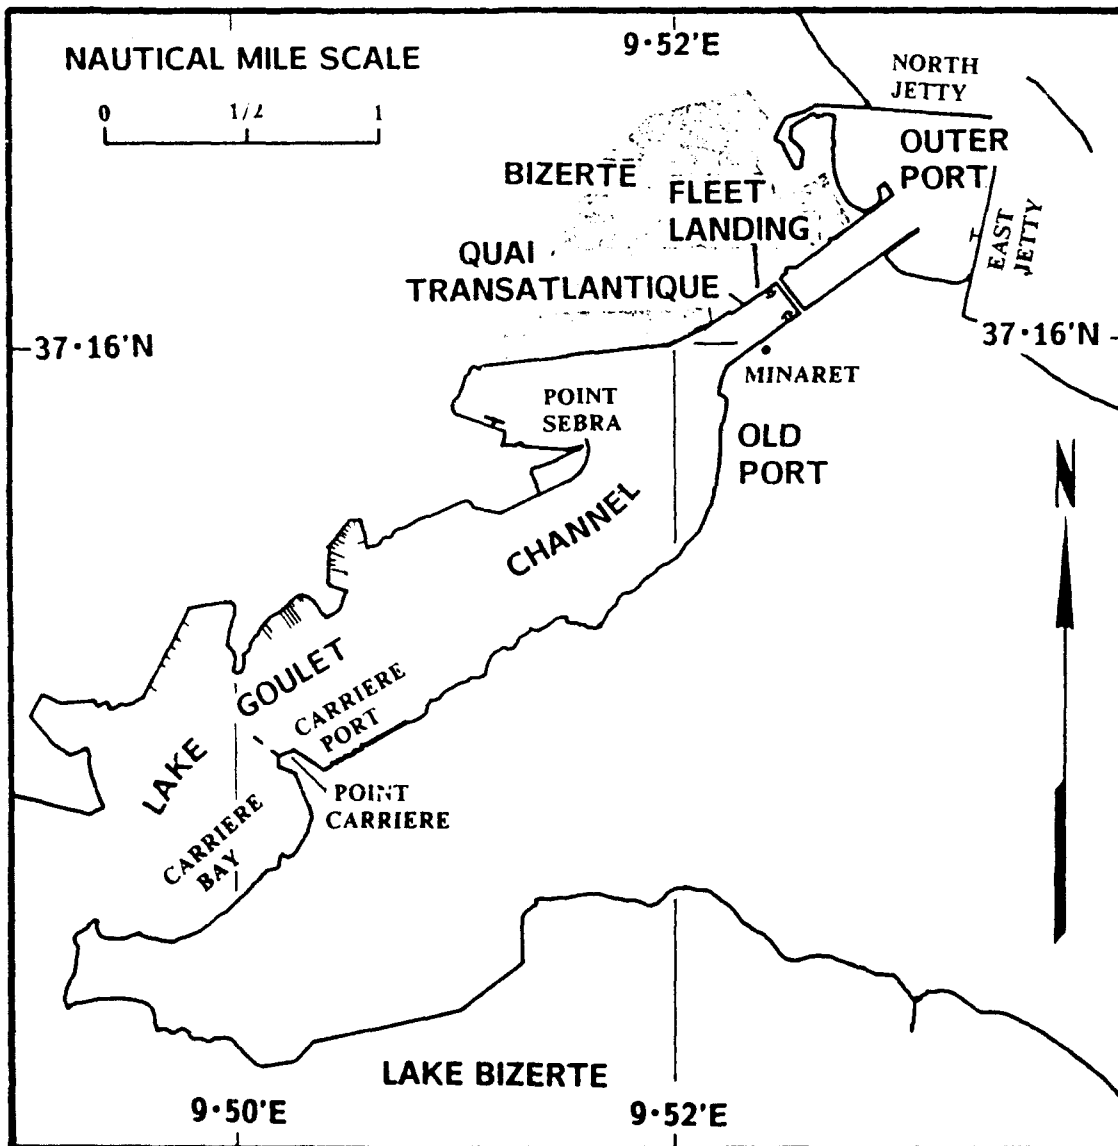 NAUTICAL MILE SCALE
0 1/2 1
9·52'E
NORTH
JETTY
OUTER
PORT
BIZERTE
FLEET
LANDING
EAST
JETTY
QUAI
TRANSATLANTIQUE
37·16'N
37·16'N
MINARET
POINT
SEBRA
OLD
PORT
N
CHANNEL
GOULET
CARRIERE
PORT
LAKE
POINT
CARRIERE
CARRIERE
BAY
LAKE BIZERTE
9·50'E
9·52'E